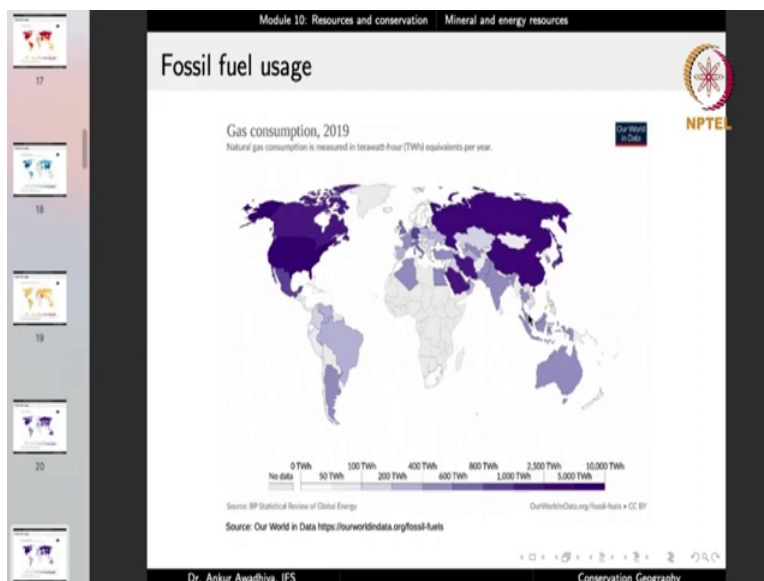 Module 10: Resources and conservation Mineral and energy resources
Fossil fuel usage
NPTEL
Gas consumption, 2019
Our World in Data
Natural gas consumption is measured in terawatt-hour (TWh) equivalents per year.
17
18
19
20
0 TWh 100 TWh 400 TWh 800 TWh 2,500 TWh 10,000 TWh
No data 50 TWh 200 TWh 600 TWh 1,000 TWh 5,000 TWh
Source: BP Statistical Review of Global Energy OurWorldInData.org/fossil-fuels • CC BY
Source: Our World in Data https://ourworldindata.org/fossil-fuels
Dr. Ankur Awadhiya, IFS Conservation Geography